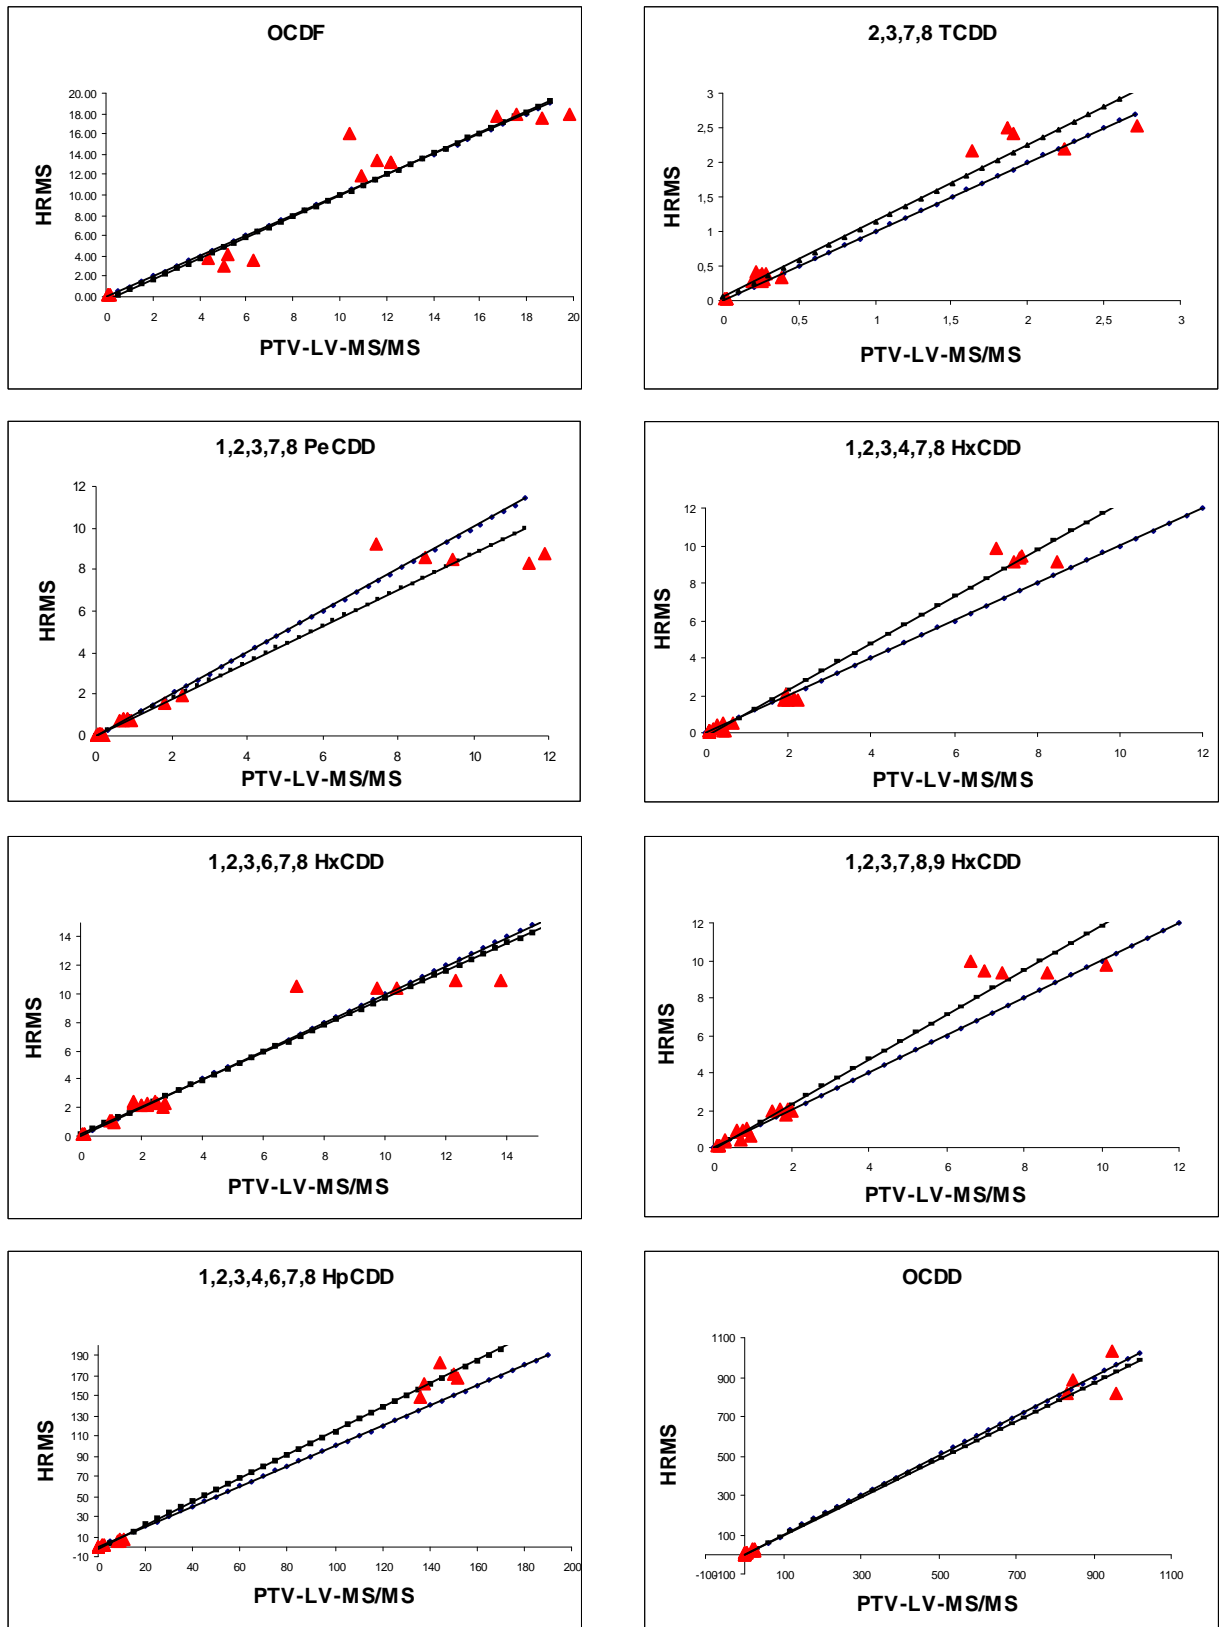 OCDF
20.00
18.00
16.00
14.00
12.00
10.00
8.00
6.00
4.00
2.00
0.00
HRMS
0 2 4 6 8 10 12 14 16 18 20
PTV-LV-MS/MS
2,3,7,8 TCDD
3
2,5
2
1,5
1
0,5
0
HRMS
0 0,5 1 1,5 2 2,5 3
PTV-LV-MS/MS
1,2,3,7,8 PeCDD
12
10
8
6
4
2
0
HRMS
0 2 4 6 8 10 12
PTV-LV-MS/MS
1,2,3,4,7,8 HxCDD
12
10
8
6
4
2
0
HRMS
0 2 4 6 8 10 12
PTV-LV-MS/MS
1,2,3,6,7,8 HxCDD
14
12
10
8
6
4
2
0
HRMS
0 2 4 6 8 10 12 14
PTV-LV-MS/MS
1,2,3,7,8,9 HxCDD
12
10
8
6
4
2
0
HRMS
0 2 4 6 8 10 12
PTV-LV-MS/MS
1,2,3,4,6,7,8 HpCDD
190
170
150
130
110
90
70
50
30
10
-10
HRMS
0 20 40 60 80 100 120 140 160 180 200
PTV-LV-MS/MS
OCDD
1100
900
700
500
300
100
-100
HRMS
-100 100 300 500 700 900 1100
PTV-LV-MS/MS